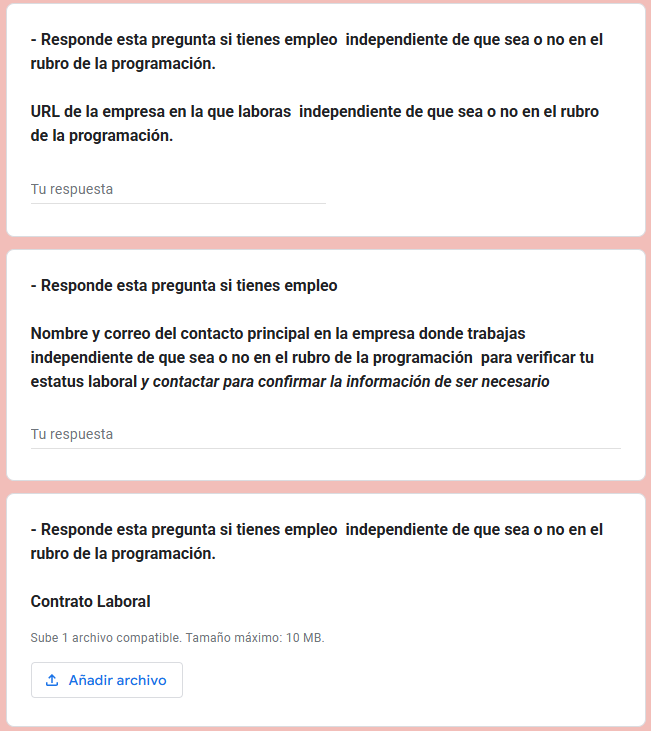 - Responde esta pregunta si tienes empleo  independiente de que sea o no en el
rubro de la programación.
URL de la empresa en la que laboras  independiente de que sea o no en el rubro
de la programación.
Tu respuesta
- Responde esta pregunta si tienes empleo
Nombre y correo del contacto principal en la empresa donde trabajas
independiente de que sea o no en el rubro de la programación  para verificar tu
estatus laboral y contactar para confirmar la información de ser necesario
Tu respuesta
- Responde esta pregunta si tienes empleo  independiente de que sea o no en el
rubro de la programación.
Contrato Laboral
Sube 1 archivo compatible. Tamaño máximo: 10 MB.
Añadir archivo